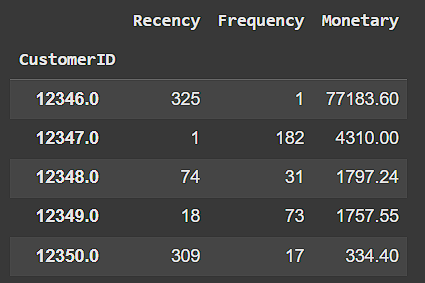 Recency Frequency Monetary
CustomerID
12346.0 325 1 77183.60
12347.0 1 182 4310.00
12348.0 74 31 1797.24
12349.0 18 73 1757.55
12350.0 309 17 334.40